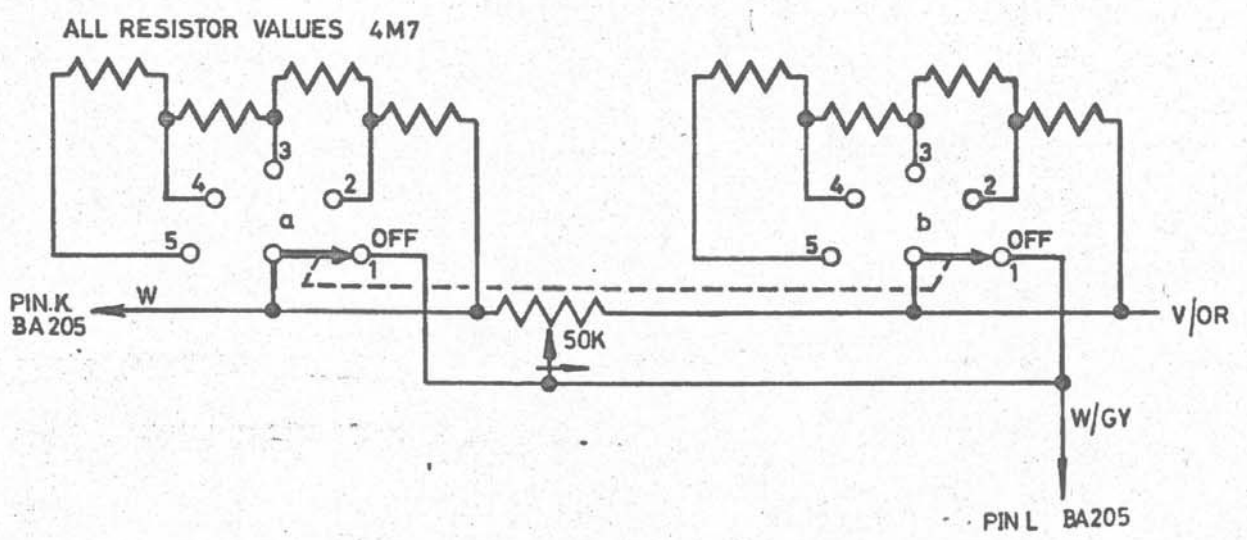 ALL RESISTOR VALUES 4M7
3
4
2
a
5
OFF
1
3
4
2
b
5
OFF
1
PIN.K
BA205
W
50K
V/OR
W/GY
PIN L BA205